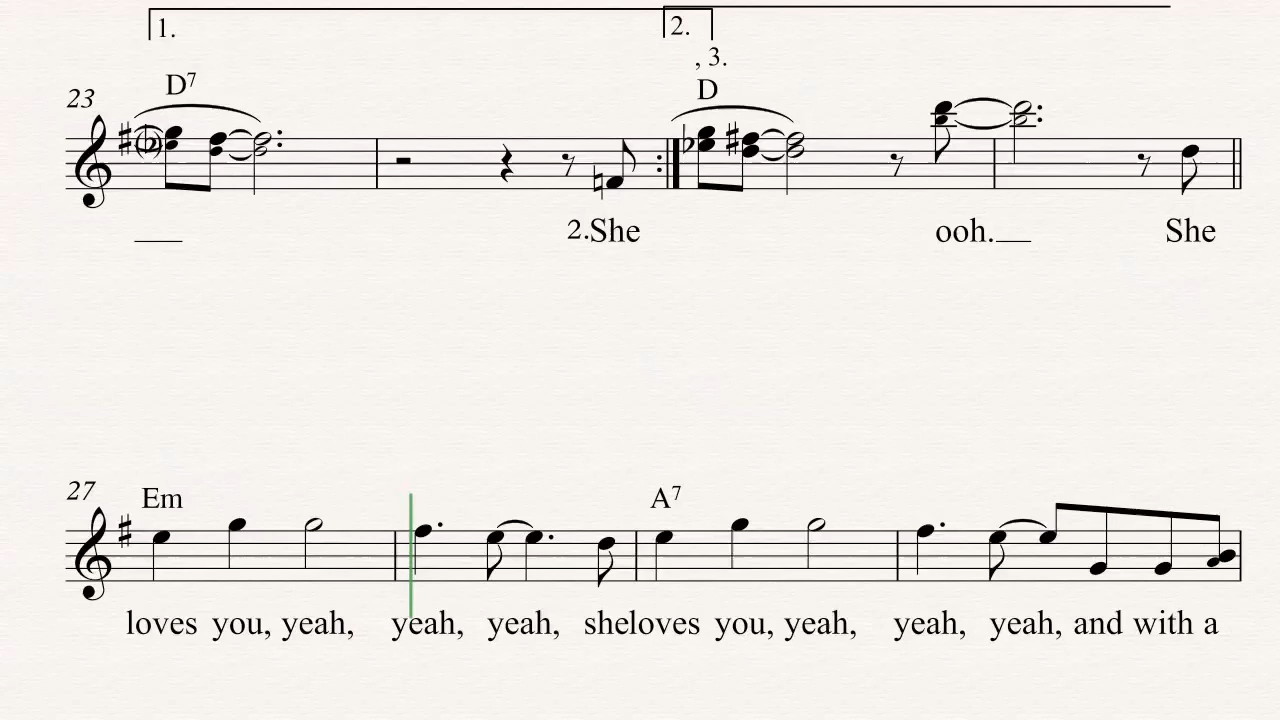 1. 2.
, 3.
D7 D
23
2.She ooh. She
27 Em A7
loves you, yeah, yeah, yeah, sheloves you, yeah, yeah, yeah, and with a